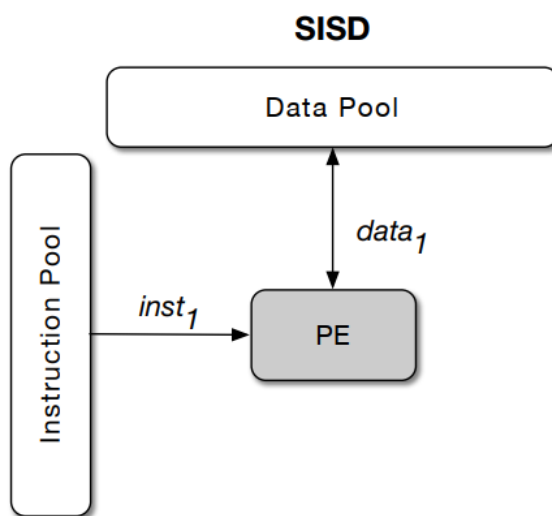 SISD
Data Pool
data1
Instruction Pool
inst1
PE